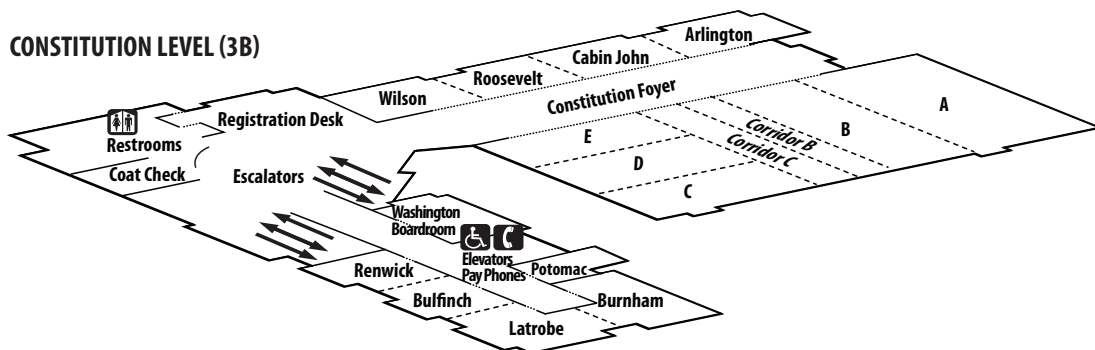 CONSTITUTION LEVEL (3B)
Arlington
Cabin John
Roosevelt
Wilson
Constitution Foyer
A
B
Corridor B
Corridor C
E
D
C
Registration Desk
Restrooms
Coat Check
Escalators
Washington
Boardroom
Elevators
Pay Phones
Potomac
Renwick
Bulfinch
Burnham
Latrobe